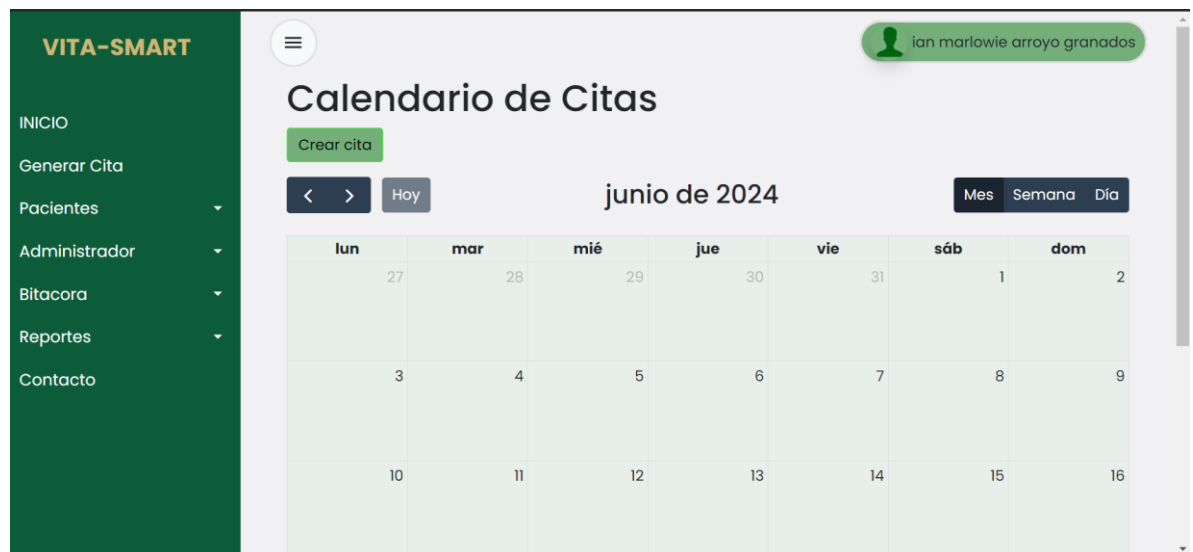 VITA-SMART
INICIO
Generar Cita
Pacientes
Administrador
Bitacora
Reportes
Contacto
ian marlowie arroyo granados
Calendario de Citas
Crear cita
Hoy
junio de 2024
Mes Semana Día
lun mar mié jue vie sáb dom
27 28 29 30 31 1 2
3 4 5 6 7 8 9
10 11 12 13 14 15 16